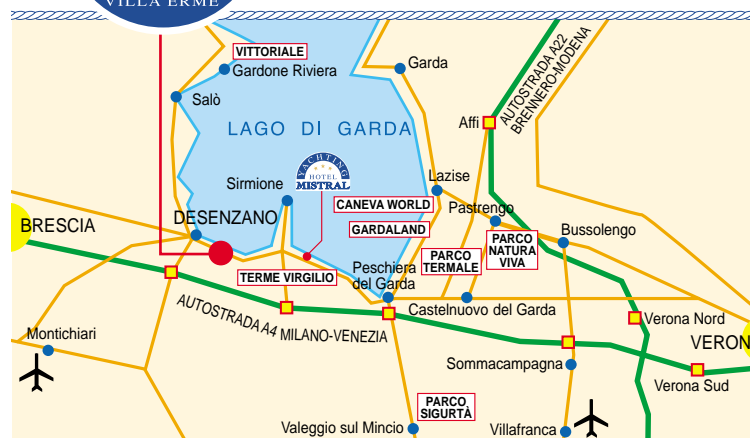 VILLA ERME
VITTORIALE
Gardone Riviera
Garda
AUTOSTRADA A22
BRENNERO-MODENA
Salò
Affi
LAGO DI GARDA
YACHTING
HOTEL
MISTRAL
Sirmione
Lazise
CANEVA WORLD
Pastrengo
BRESCIA
DESENZANO
GARDALAND
Bussolengo
PARCO
NATURA
VIVA
PARCO
TERMALE
TERME VIRGILIO
Peschiera
del Garda
Castelnuovo del Garda
AUTOSTRADA A4 MILANO-VENEZIA
Verona Nord
Montichiari
VERON
Sommacampagna
Verona Sud
PARCO
SIGURTÀ
Valeggio sul Mincio
Villafranca